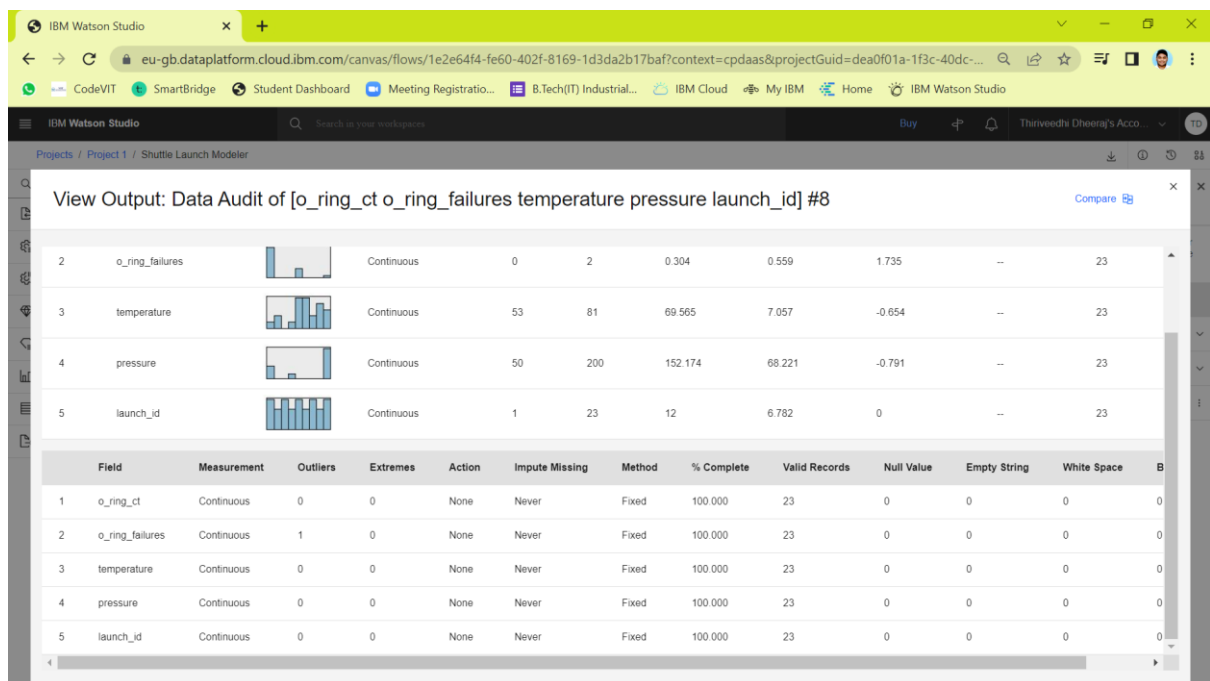 IBM Watson Studio
eu-gb.dataplatform.cloud.ibm.com/canvas/flows/1e2e64f4-fe60-402f-8169-1d3da2b17baf?context=cpdaas&projectGuid=dea0f01a-1f3c-40dc-...
CodeVIT SmartBridge Student Dashboard Meeting Registratio... B.Tech(IT) Industrial... IBM Cloud My IBM Home IBM Watson Studio
IBM Watson Studio Search in your workspaces Buy Thiriveedhi Dheeraj's Acco... TD
Projects / Project 1 / Shuttle Launch Modeler
View Output: Data Audit of [o_ring_ct o_ring_failures temperature pressure launch_id] #8 Compare
2 o_ring_failures Continuous 0 2 0.304 0.559 1.735 -- 23
3 temperature Continuous 53 81 69.565 7.057 -0.654 -- 23
4 pressure Continuous 50 200 152.174 68.221 -0.791 -- 23
5 launch_id Continuous 1 23 12 6.782 0 -- 23
Field Measurement Outliers Extremes Action Impute Missing Method % Complete Valid Records Null Value Empty String White Space B
1 o_ring_ct Continuous 0 0 None Never Fixed 100.000 23 0 0 0 0
2 o_ring_failures Continuous 1 0 None Never Fixed 100.000 23 0 0 0 0
3 temperature Continuous 0 0 None Never Fixed 100.000 23 0 0 0 0
4 pressure Continuous 0 0 None Never Fixed 100.000 23 0 0 0 0
5 launch_id Continuous 0 0 None Never Fixed 100.000 23 0 0 0 0